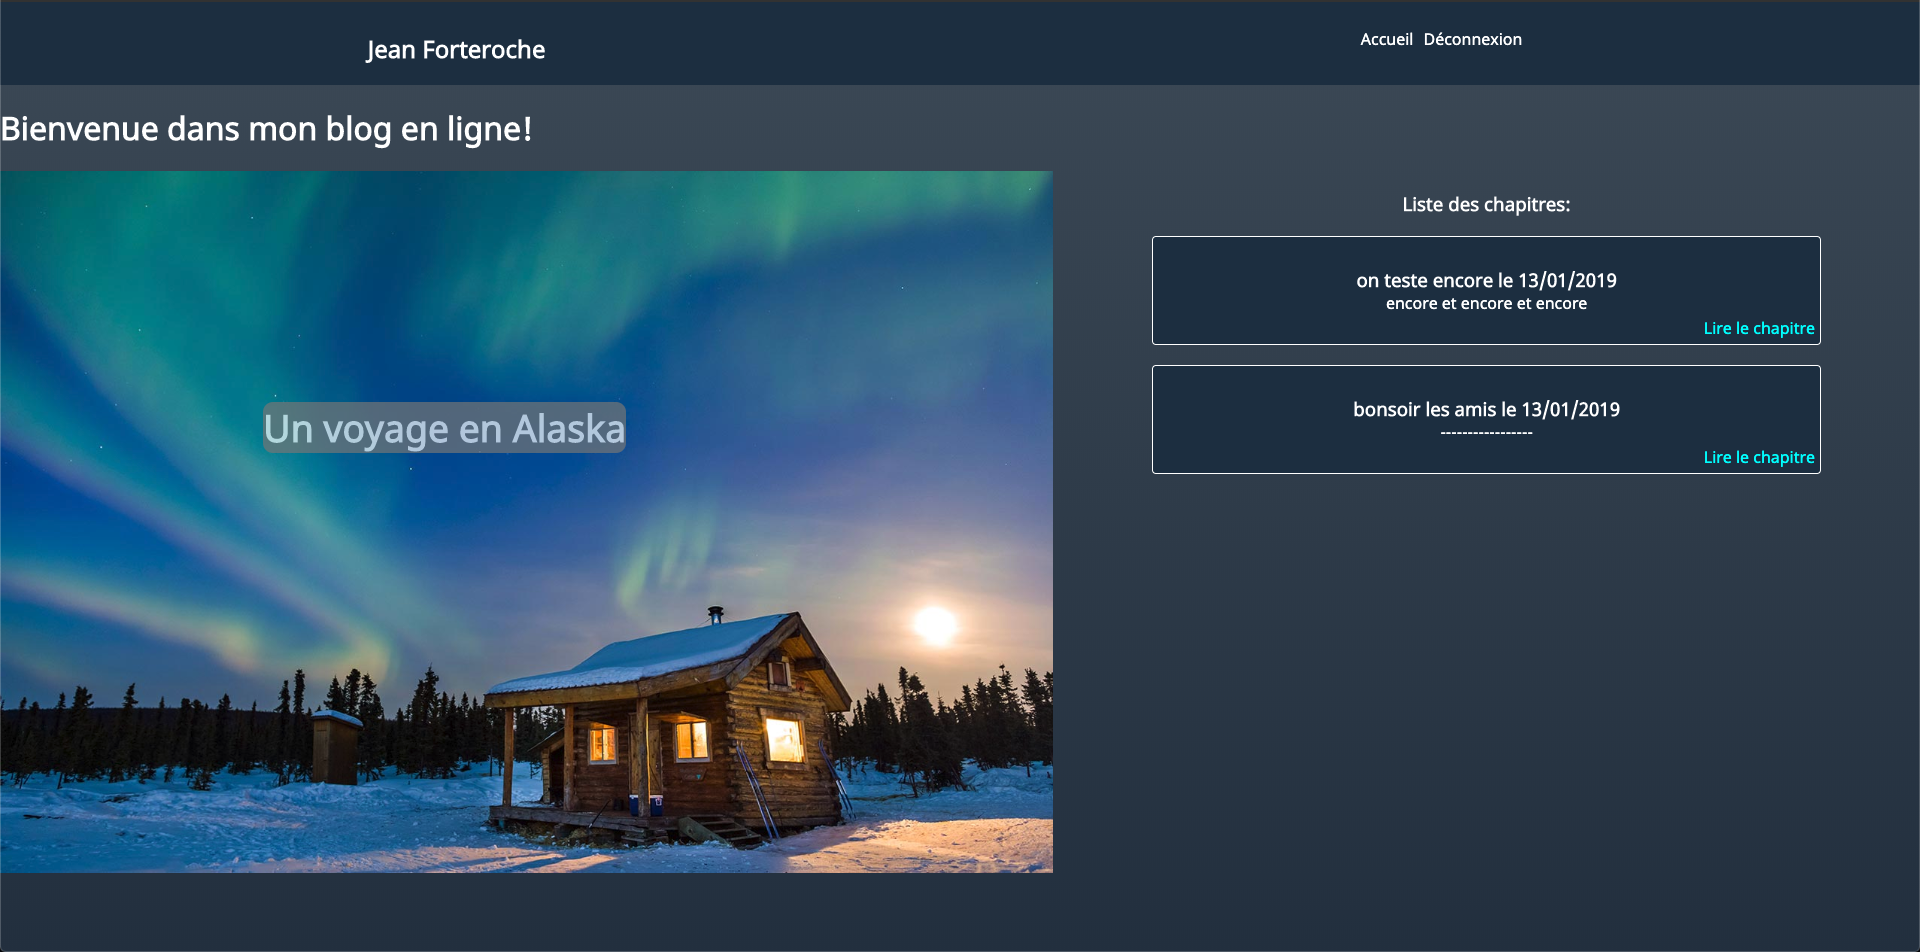 Jean Forteroche
Accueil Déconnexion
Bienvenue dans mon blog en ligne!
Un voyage en Alaska
Liste des chapitres:
on teste encore le 13/01/2019
encore et encore et encore
Lire le chapitre
bonsoir les amis le 13/01/2019
-----------------
Lire le chapitre